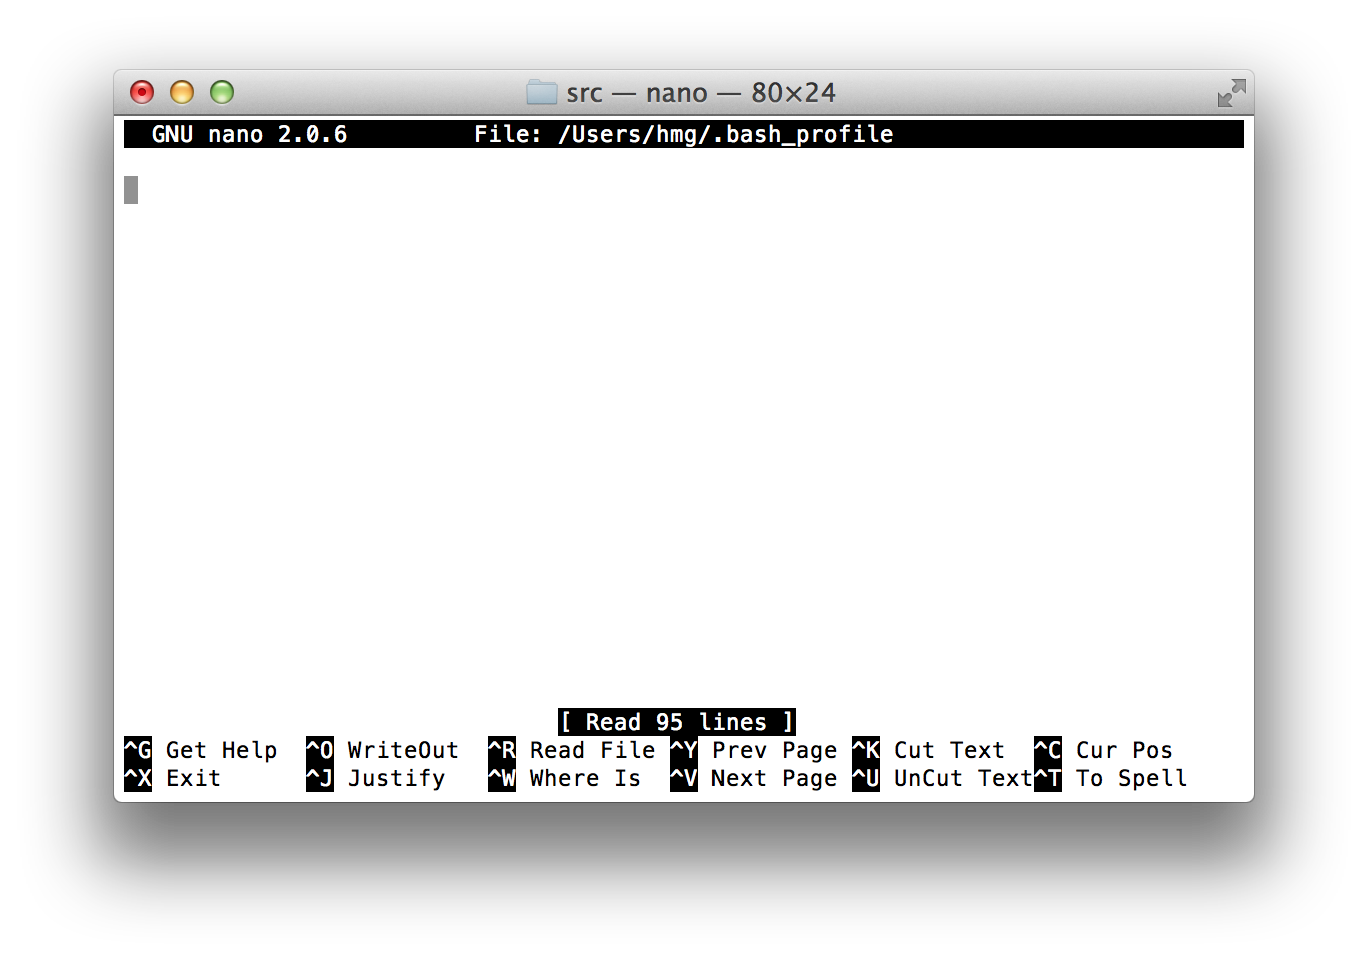 src — nano — 80×24
GNU nano 2.0.6 File: /Users/hmg/.bash_profile
[ Read 95 lines ]
^G Get Help ^O WriteOut ^R Read File ^Y Prev Page ^K Cut Text ^C Cur Pos
^X Exit ^J Justify ^W Where Is ^V Next Page ^U UnCut Text ^T To Spell